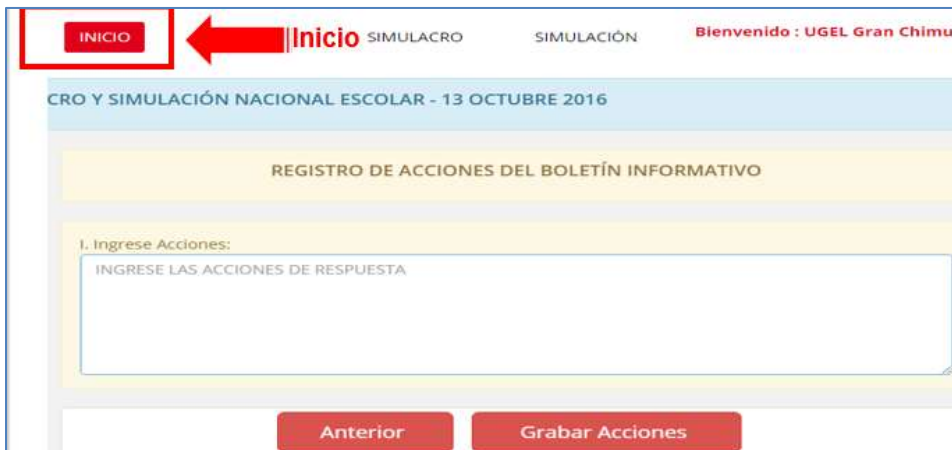 INICIO Inicio SIMULACRO SIMULACIÓN Bienvenido : UGEL Gran Chimu
CRO Y SIMULACIÓN NACIONAL ESCOLAR - 13 OCTUBRE 2016
REGISTRO DE ACCIONES DEL BOLETÍN INFORMATIVO
I. Ingrese Acciones:
INGRESE LAS ACCIONES DE RESPUESTA
Anterior Grabar Acciones